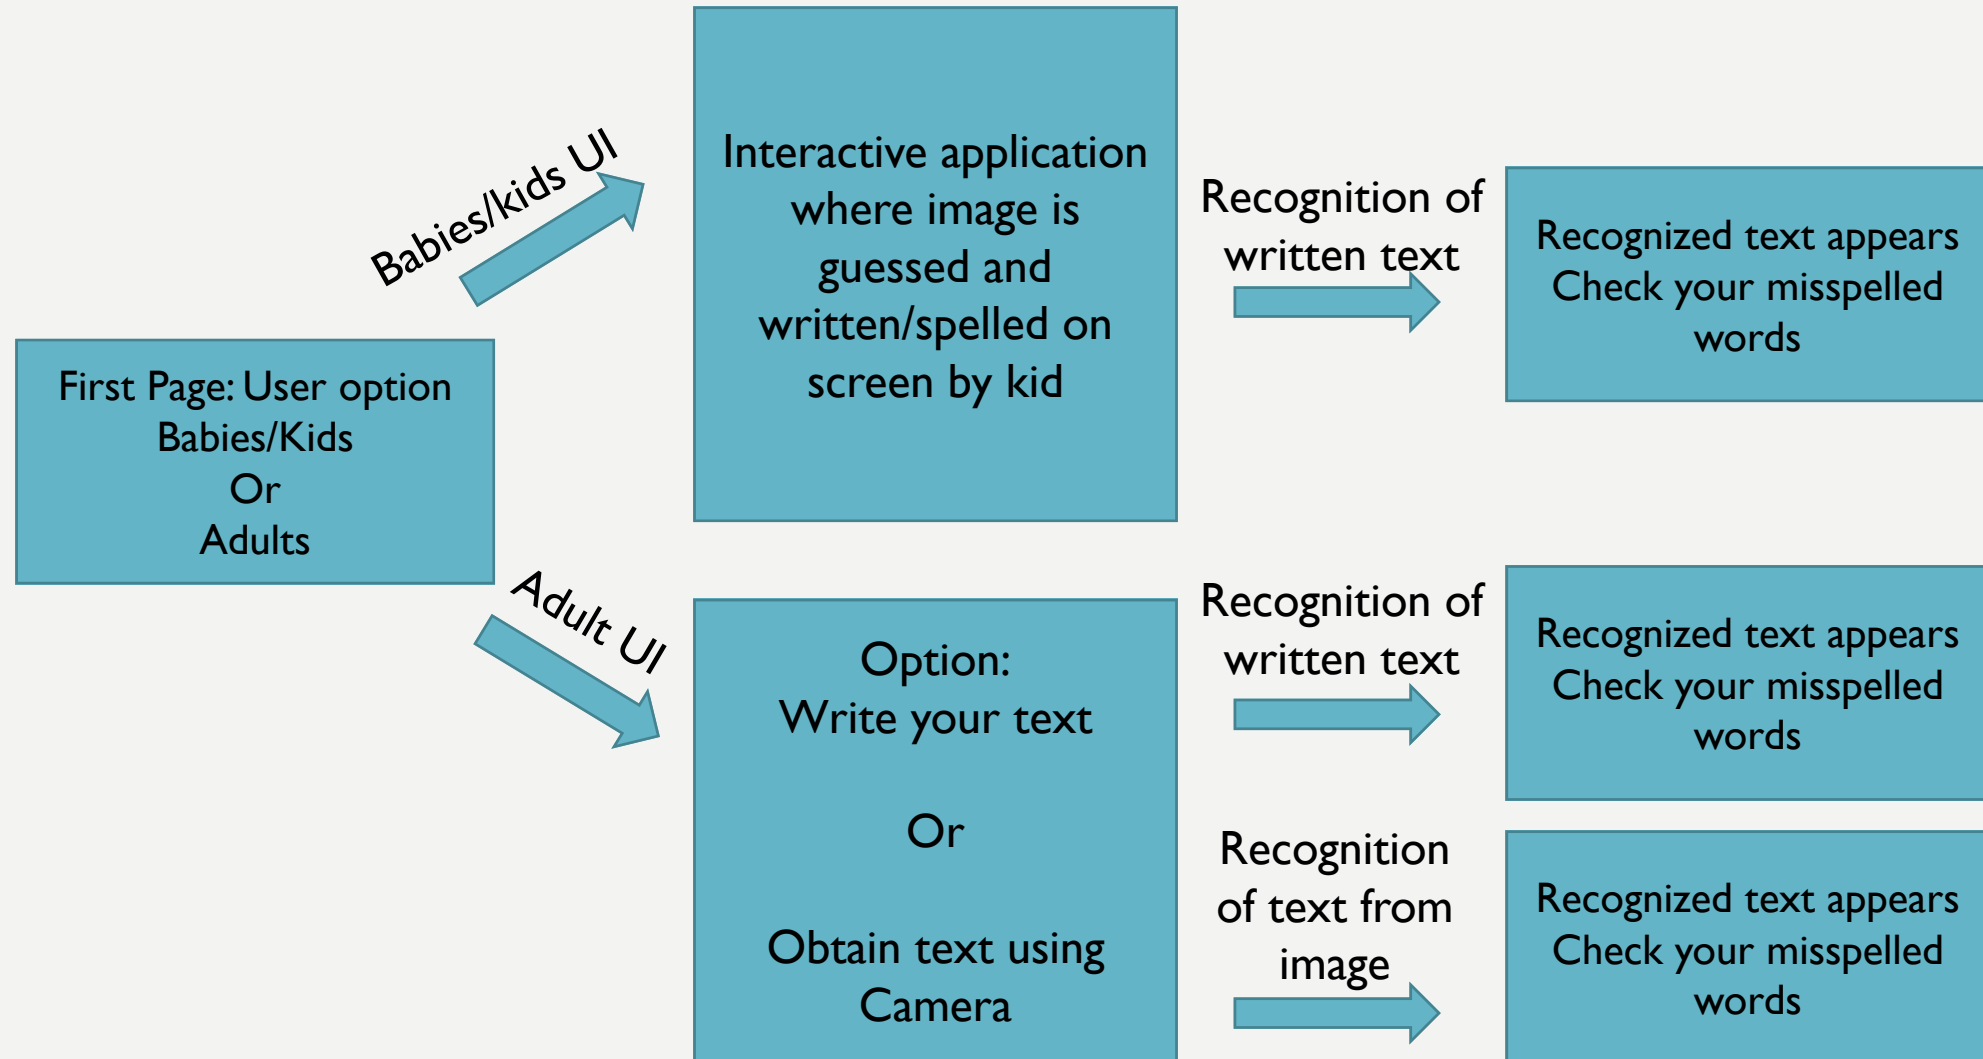 First Page: User option
Babies/Kids
Or
Adults
Babies/kids UI
Interactive application
where image is
guessed and
written/spelled on
screen by kid
Recognition of
written text
Recognized text appears
Check your misspelled
words
Adult UI
Option:
Write your text
Or
Obtain text using
Camera
Recognition of
written text
Recognized text appears
Check your misspelled
words
Recognition
of text from
image
Recognized text appears
Check your misspelled
words